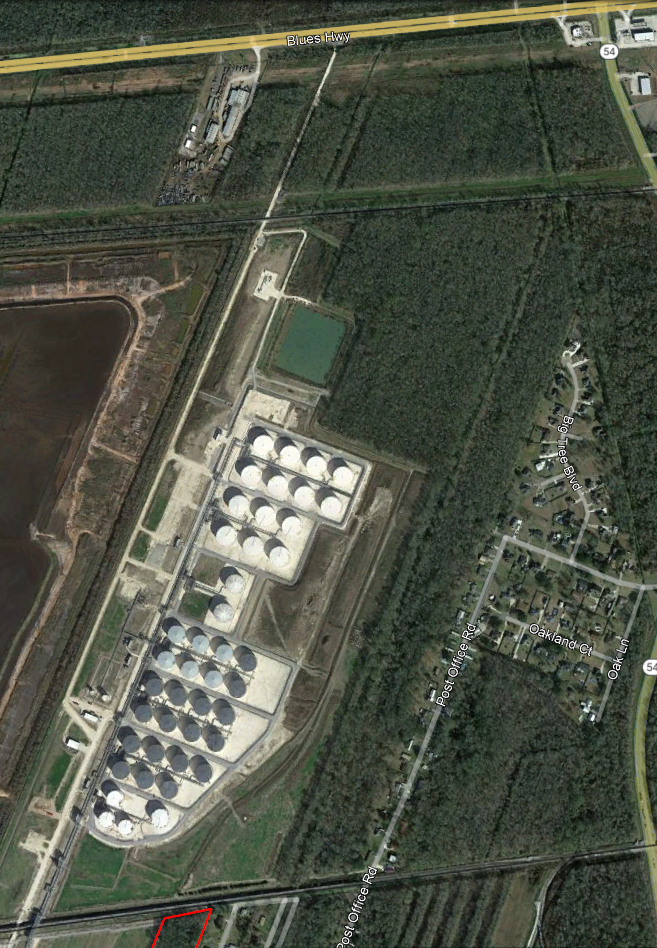 Blues Hwy
54
Big Tree Blvd
Oakland Ct
Oak Ln
Post Office Rd
54
Post Office Rd